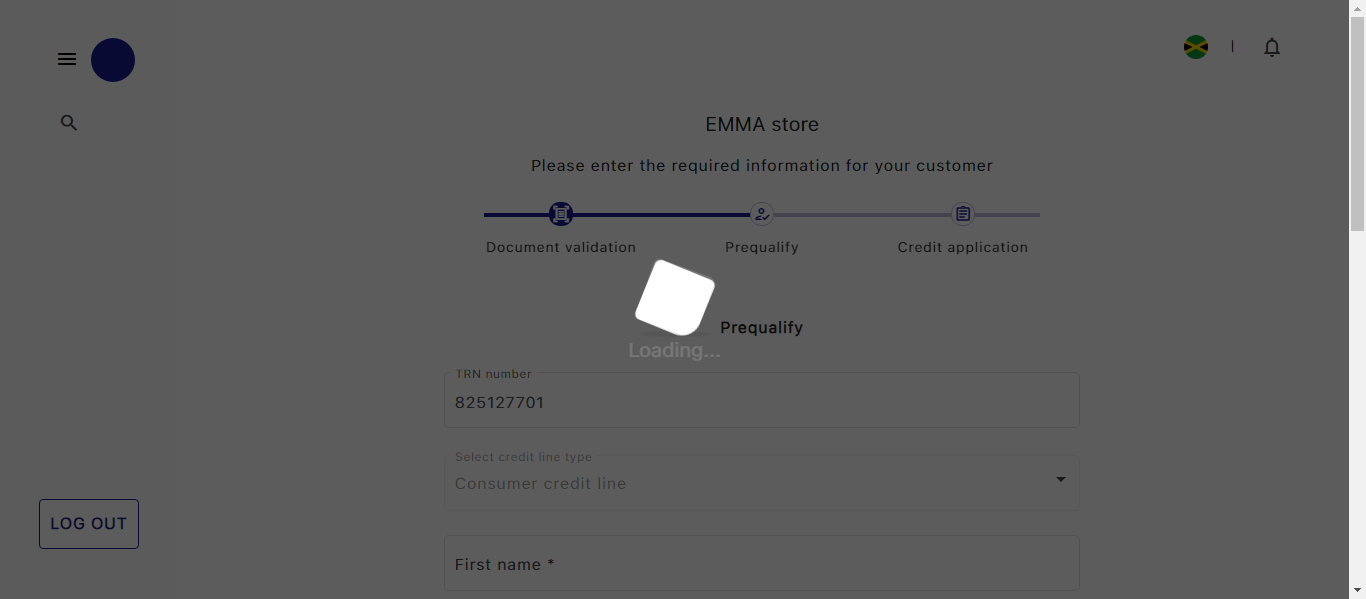 EMMA store
Please enter the required information for your customer
Document validation
Prequalify
Credit application
Prequalify
Loading...
TRN number
825127701
Select credit line type
Consumer credit line
First name *
LOG OUT